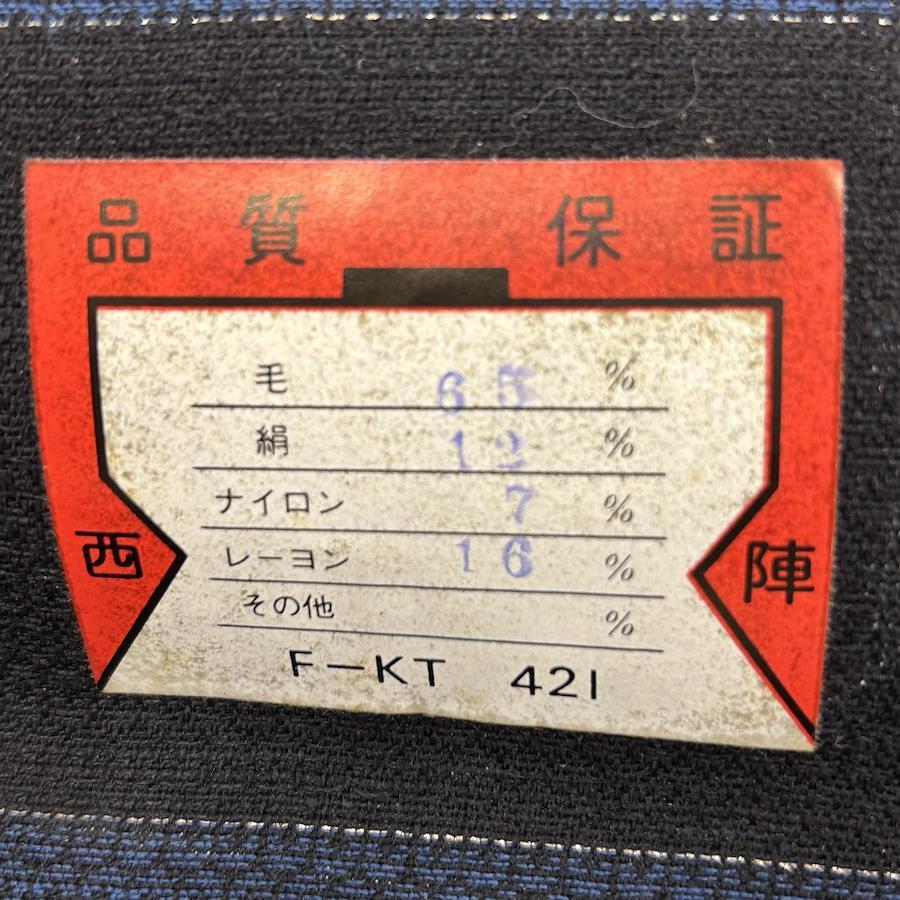 品質保証
毛 65 %
絹 12 %
ナイロン 7 %
レーヨン 16 %
その他 %
西陣
F-KT 421